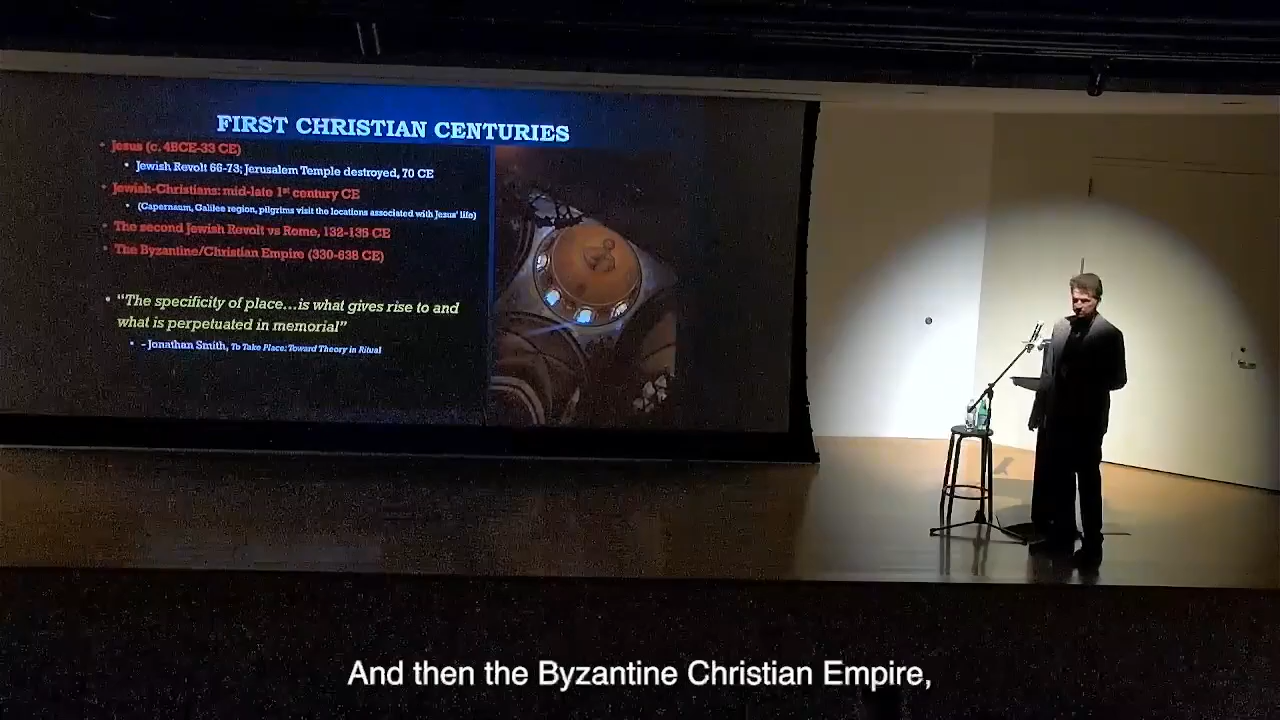 FIRST CHRISTIAN CENTURIES
• Jesus (c. 4BCE-33 CE)
• Jewish Revolt 66-73; Jerusalem Temple destroyed, 70 CE
• Jewish-Christians: mid-late 1st century CE
• (Capernaum, Galilee region, pilgrims visit the locations associated with Jesus' life)
• The second Jewish Revolt vs Rome, 132-135 CE
• The Byzantine/Christian Empire (330-638 CE)
• “The specificity of place…is what gives rise to and
what is perpetuated in memorial”
• - Jonathan Smith, To Take Place: Toward Theory in Ritual
And then the Byzantine Christian Empire,